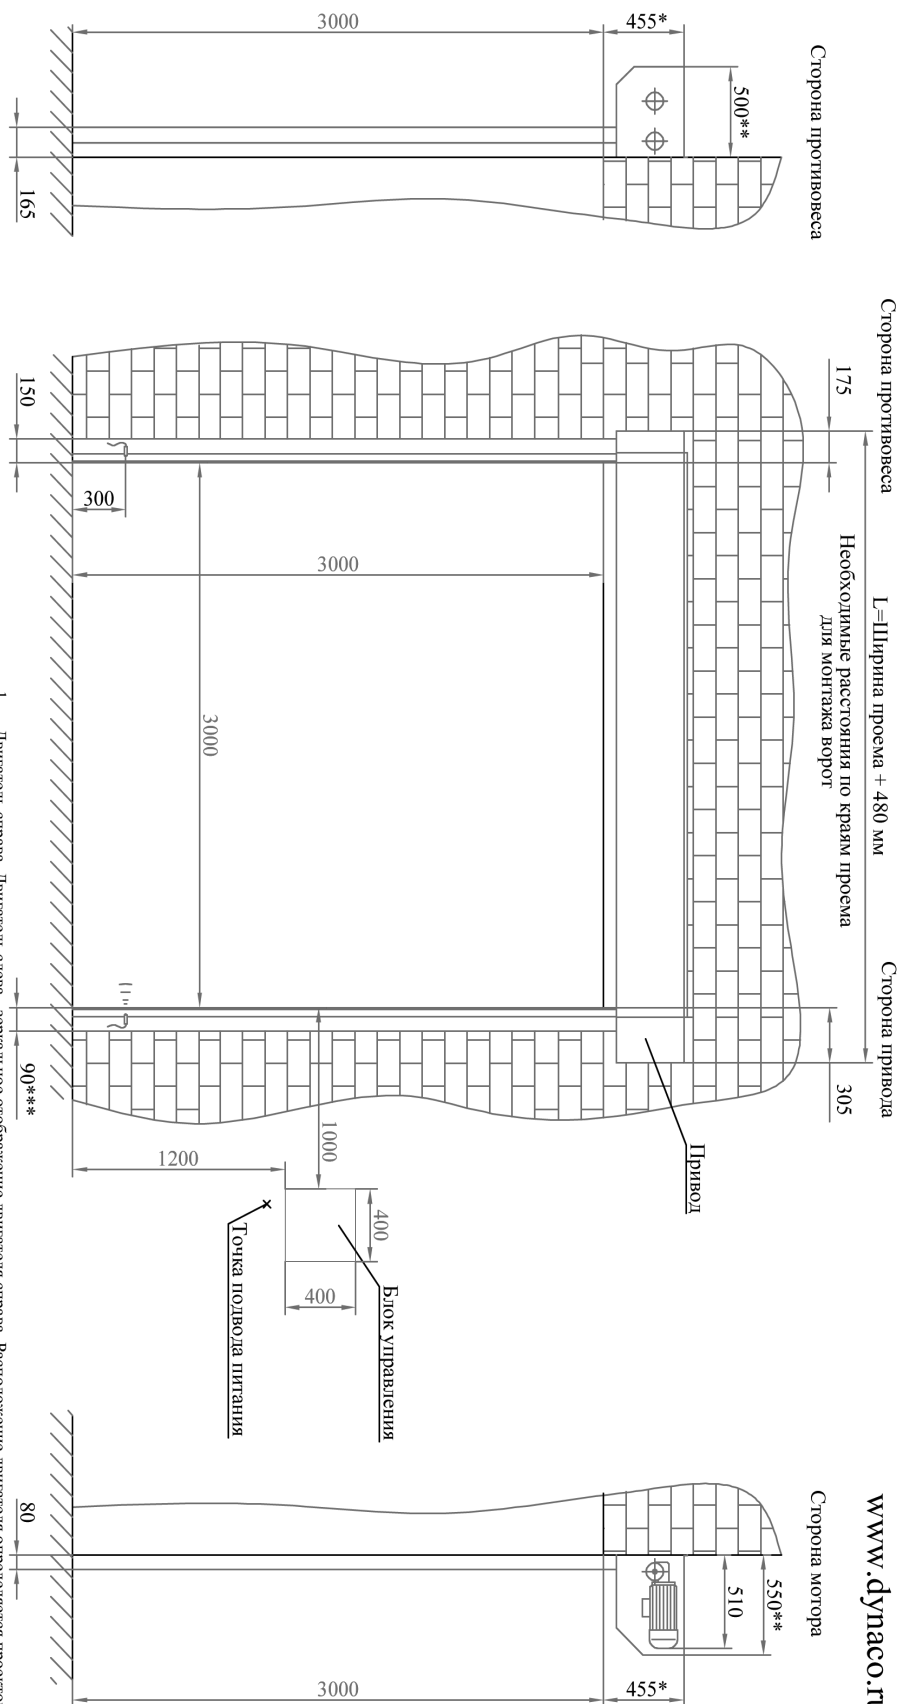 www.dynaco.ru
Сторона противовеса
Сторона противовеса
L=Ширина проема + 480 мм
Сторона привода
Сторона мотора
Необходимые расстояния по краям проема
для монтажа ворот
175
305
500**
550**
510
455*
455*
Привод
3000
3000
3000
3000
Блок управления
400
400
1000
1200
Точка подвода питания
300
165
150
90***
80